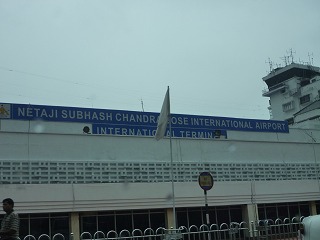 NETAJI SUBHASH CHANDRA BOSE INTERNATIONAL AIRPORT
INTERNATIONAL TERMINAL